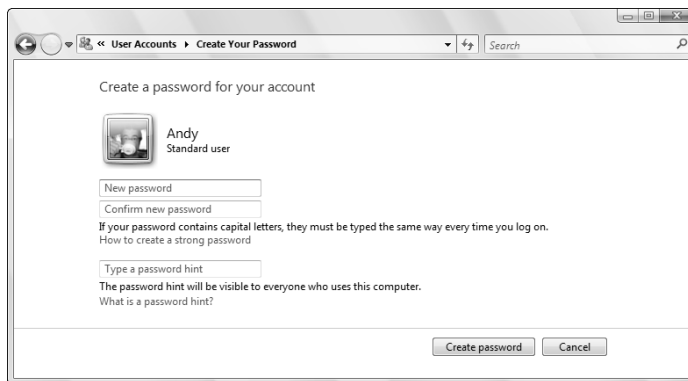 « User Accounts ▸ Create Your Password
Search
Create a password for your account
Andy
Standard user
New password
Confirm new password
If your password contains capital letters, they must be typed the same way every time you log on.
How to create a strong password
Type a password hint
The password hint will be visible to everyone who uses this computer.
What is a password hint?
Create password
Cancel